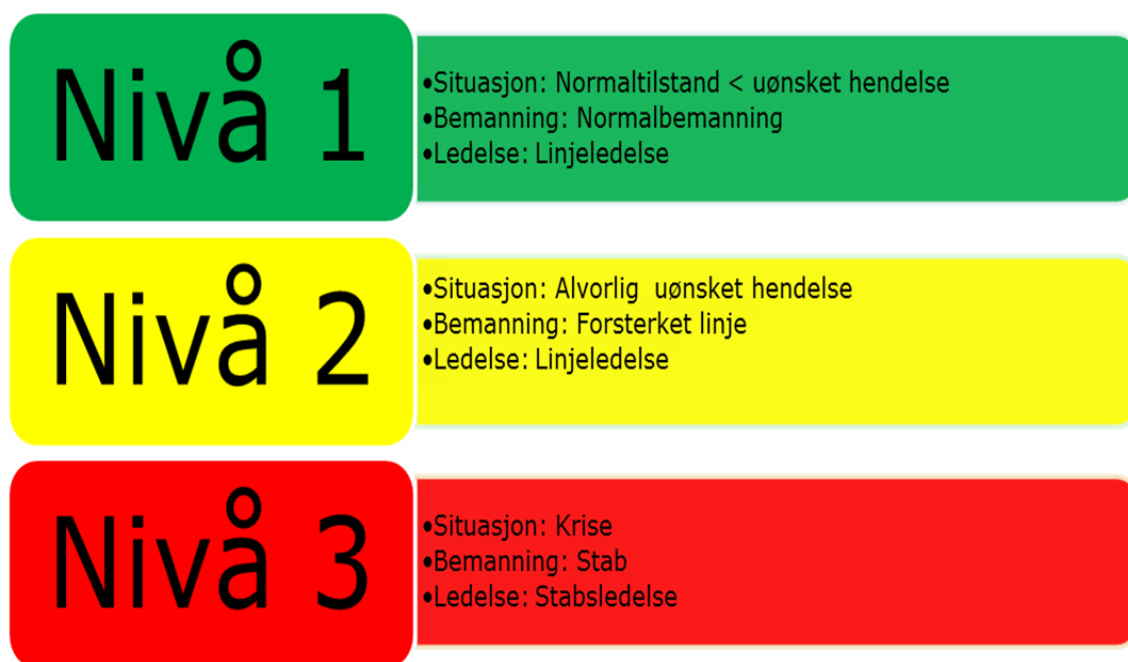 Nivå 1
•Situasjon: Normaltilstand < uønsket hendelse
•Bemanning: Normalbemanning
•Ledelse: Linjeledelse
Nivå 2
•Situasjon: Alvorlig  uønsket hendelse
•Bemanning: Forsterket linje
•Ledelse: Linjeledelse
Nivå 3
•Situasjon: Krise
•Bemanning: Stab
•Ledelse: Stabsledelse